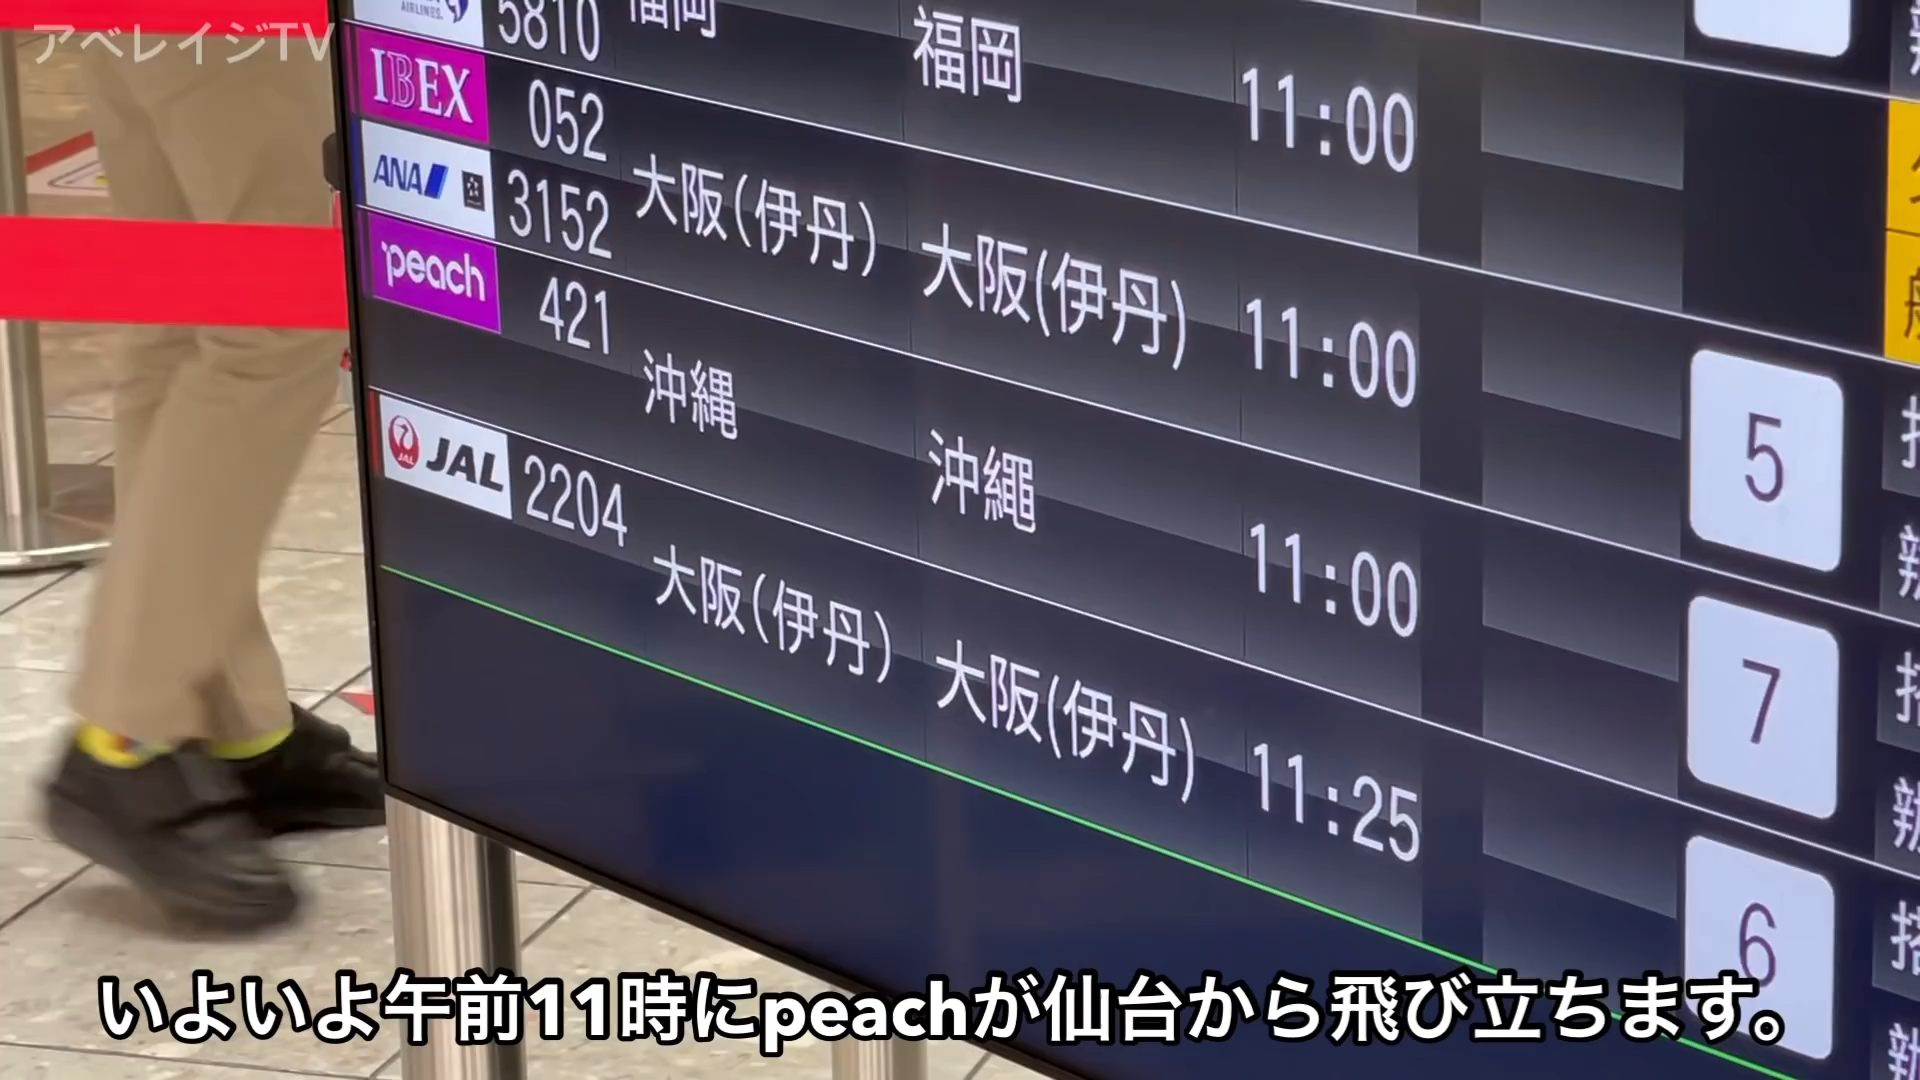 アベレイジTV
AIRLINES 5810 福岡 福岡 11:00
IBEX 052
ANA 3152 大阪(伊丹) 大阪(伊丹) 11:00 5
peach 421 沖縄 沖繩 11:00 7
JAL JAL 2204 大阪(伊丹) 大阪(伊丹) 11:25 6
いよいよ午前11時にpeachが仙台から飛び立ちます。